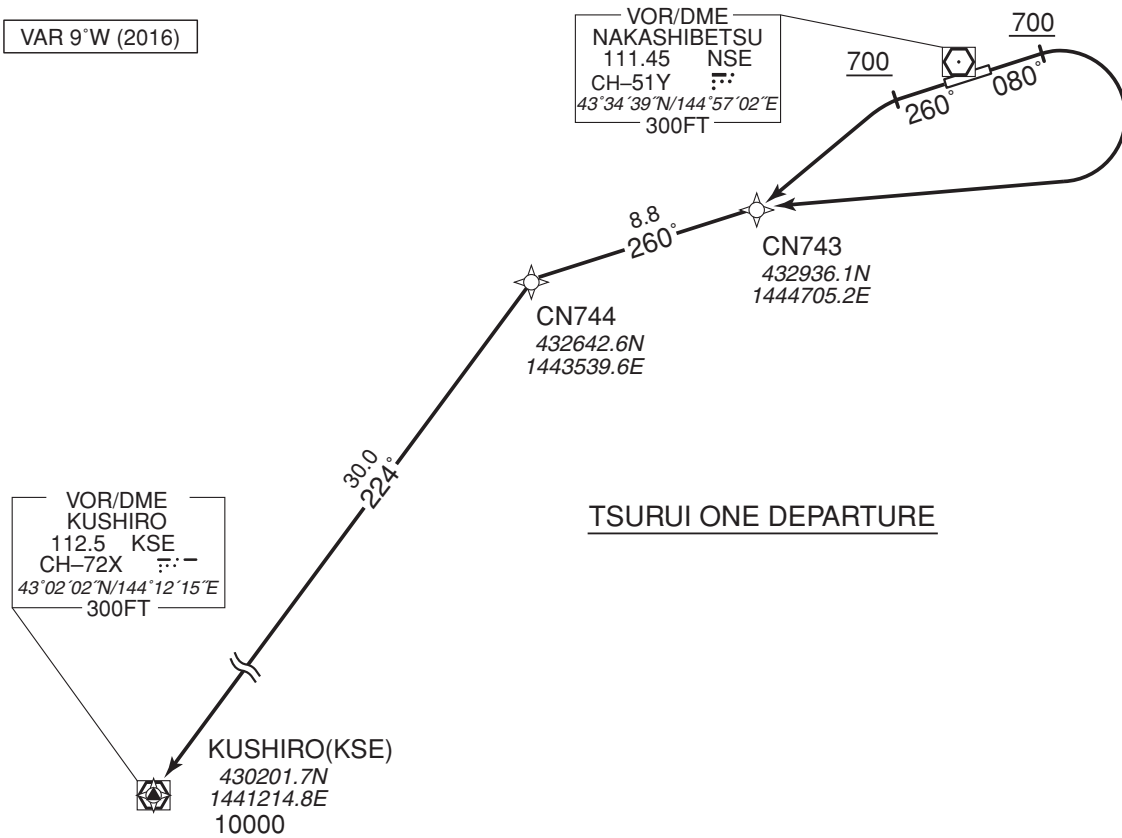 VAR 9°W (2016)
VOR/DME
NAKASHIBETSU
111.45 NSE
CH–51Y
43°34´39˝N/144°57´02˝E
300FT
700
700
260°
080°
8.8
260°
CN743
432936.1N
1444705.2E
CN744
432642.6N
1443539.6E
30.0
224°
TSURUI ONE DEPARTURE
VOR/DME
KUSHIRO
112.5 KSE
CH–72X
43°02´02˝N/144°12´15˝E
300FT
KUSHIRO(KSE)
430201.7N
1441214.8E
10000